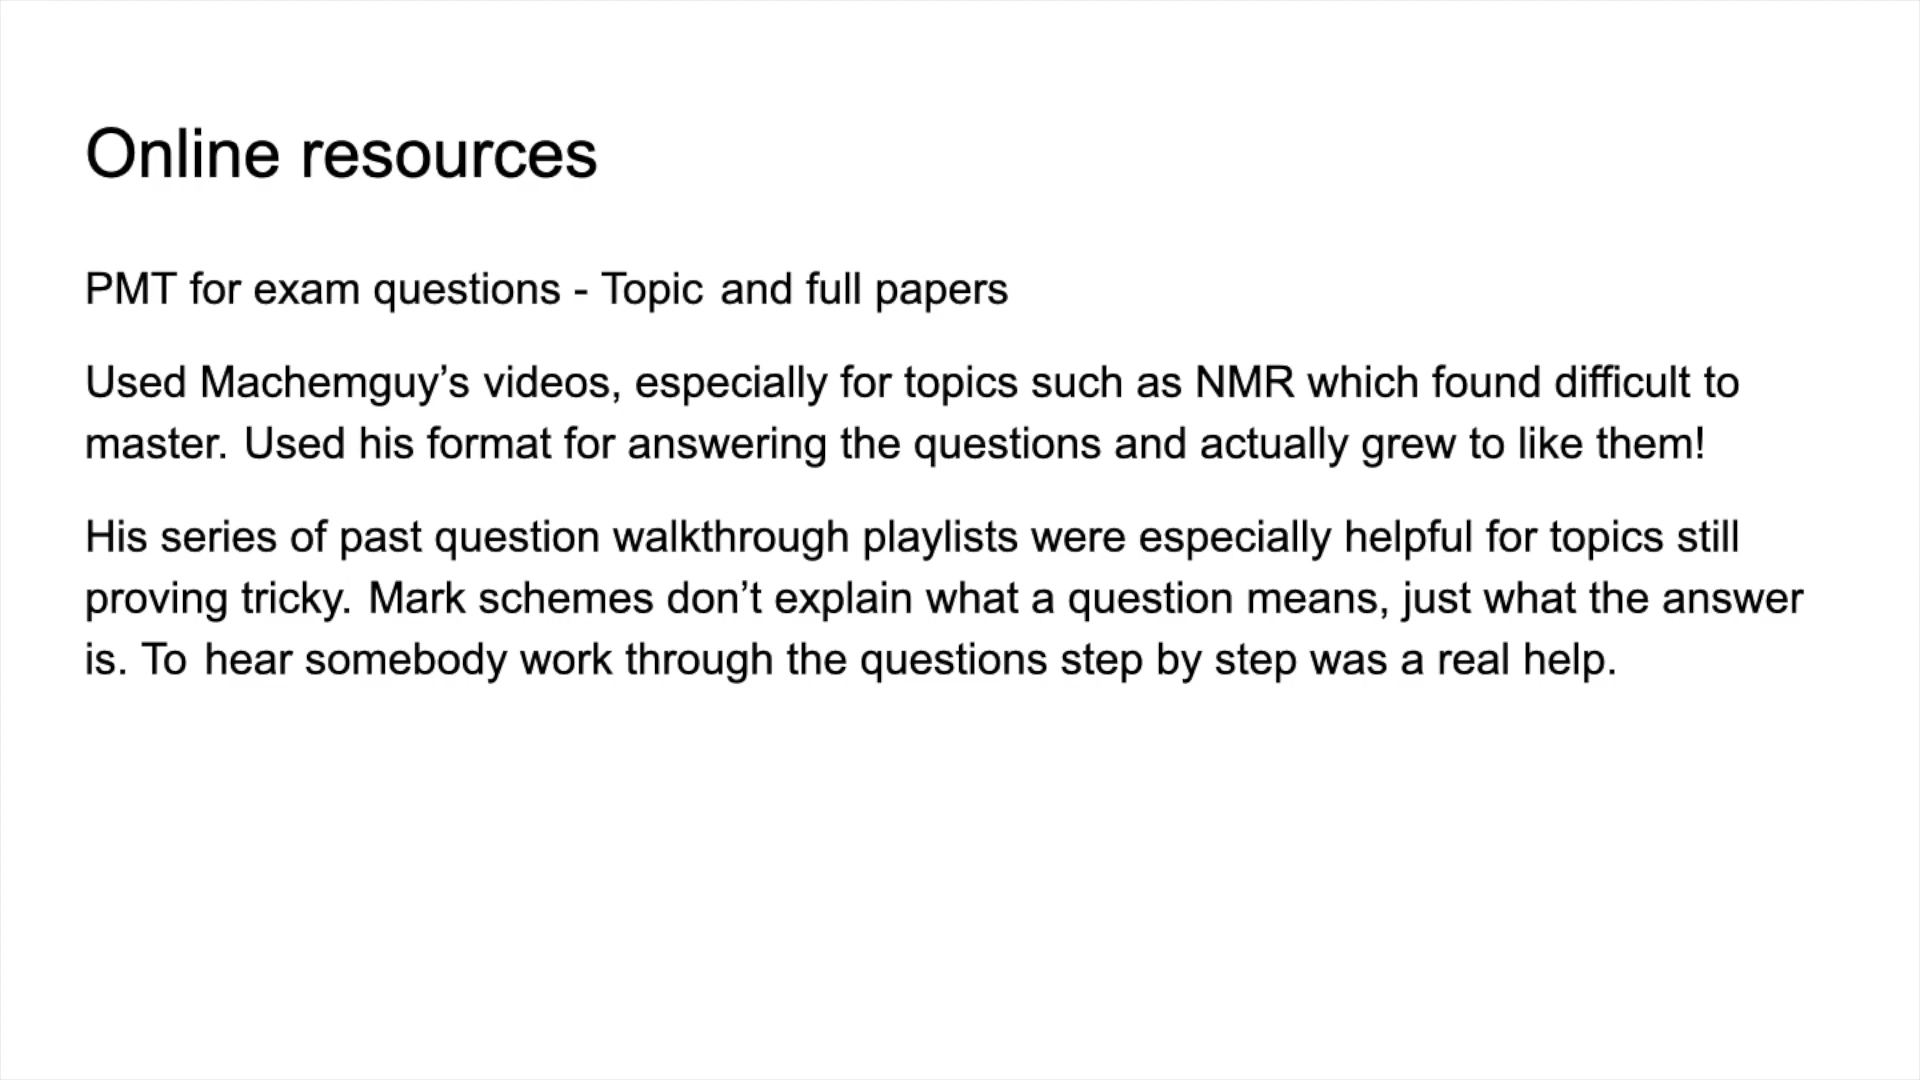 Online resources
PMT for exam questions - Topic and full papers
Used Machemguy’s videos, especially for topics such as NMR which found difficult to
master. Used his format for answering the questions and actually grew to like them!
His series of past question walkthrough playlists were especially helpful for topics still
proving tricky. Mark schemes don’t explain what a question means, just what the answer
is. To hear somebody work through the questions step by step was a real help.